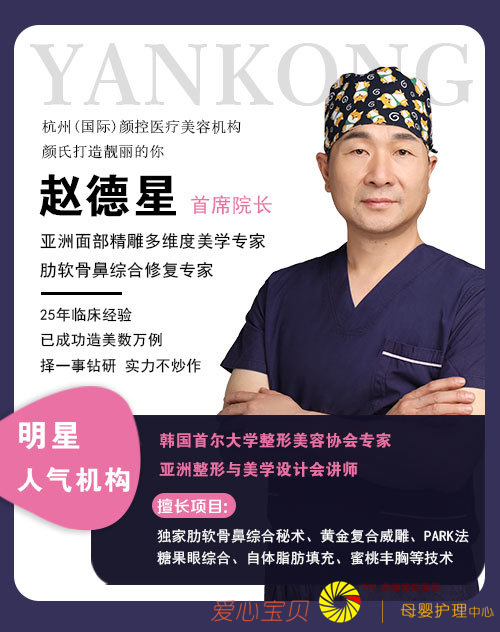 YANKONG
杭州(国际)颜控医疗美容机构
颜氏打造靓丽的你
赵德星 首席院长
亚洲面部精雕多维度美学专家
肋软骨鼻综合修复专家
25年临床经验
已成功造美数万例
择一事钻研 实力不炒作
明星
人气机构
韩国首尔大学整形美容协会专家
亚洲整形与美学设计会讲师
擅长项目:
独家肋软骨鼻综合秘术、黄金复合威雕、PARK法
糖果眼综合、自体脂肪填充、蜜桃丰胸等技术
爱心宝贝 母婴护理中心